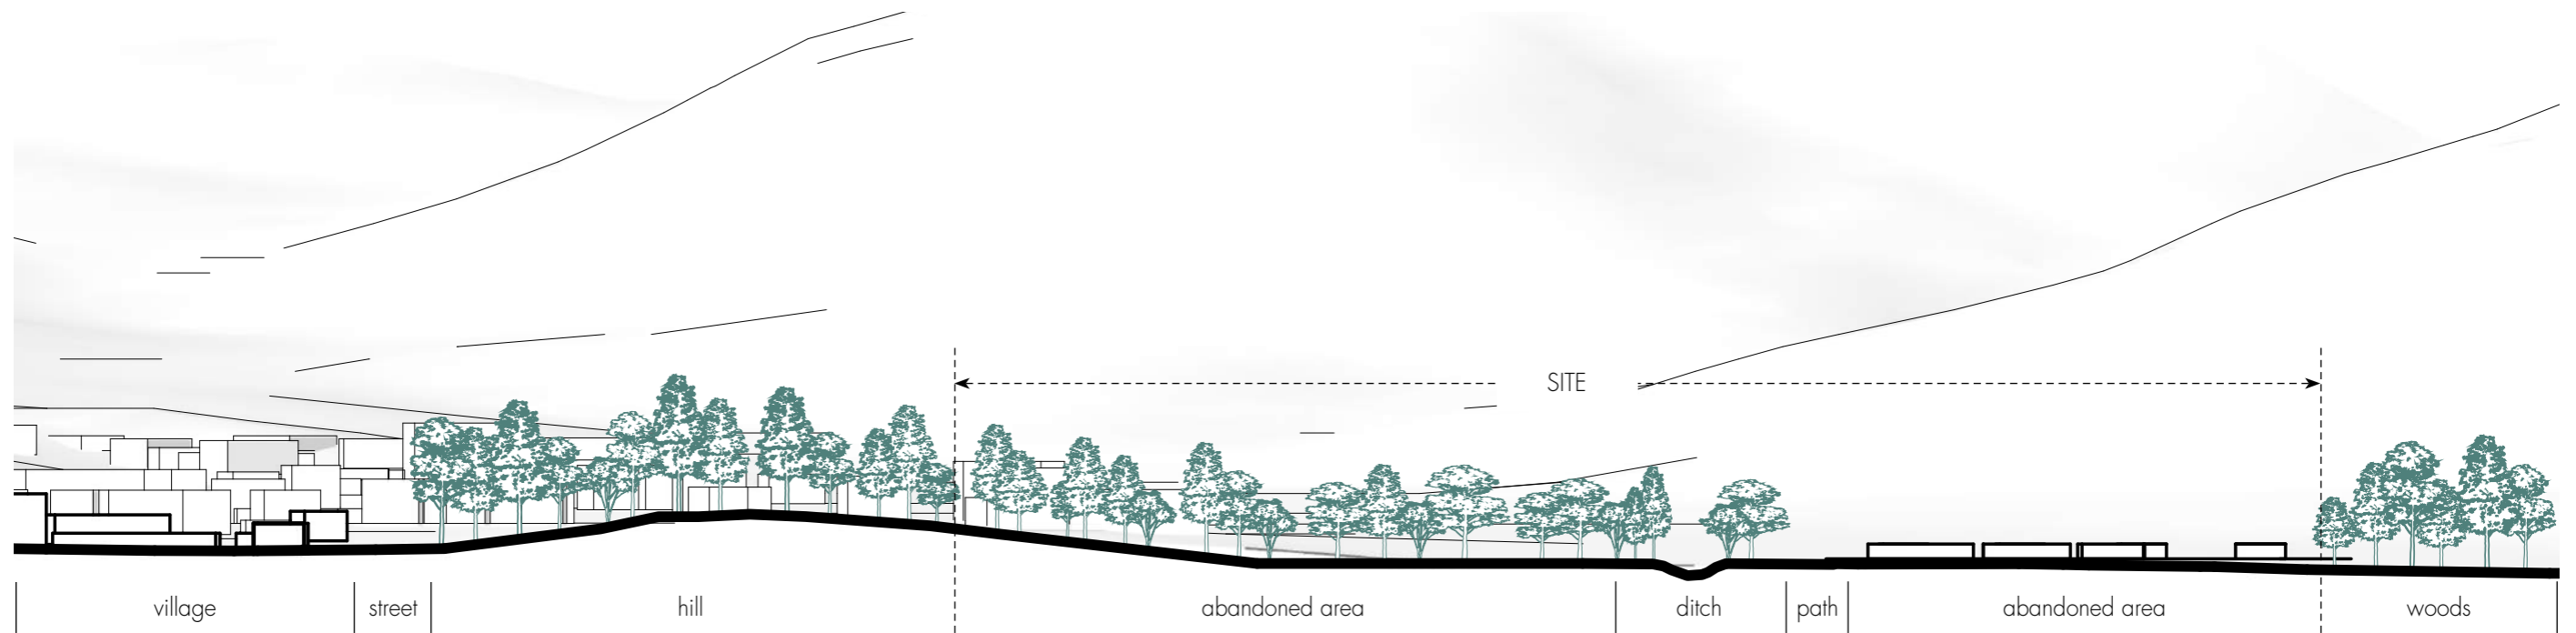 SITE
village
street
hill
abandoned area
ditch
path
abandoned area
woods